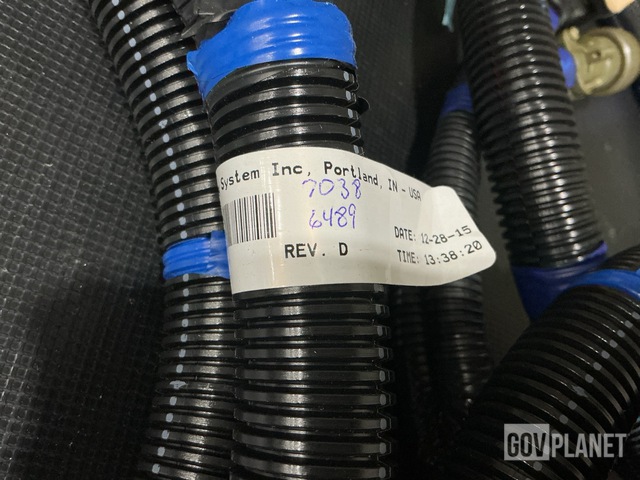 System Inc, Portland, IN - USA
7038
6489
DATE: 12-28-15
REV. D
TIME: 13:38:20
GOVPLANET